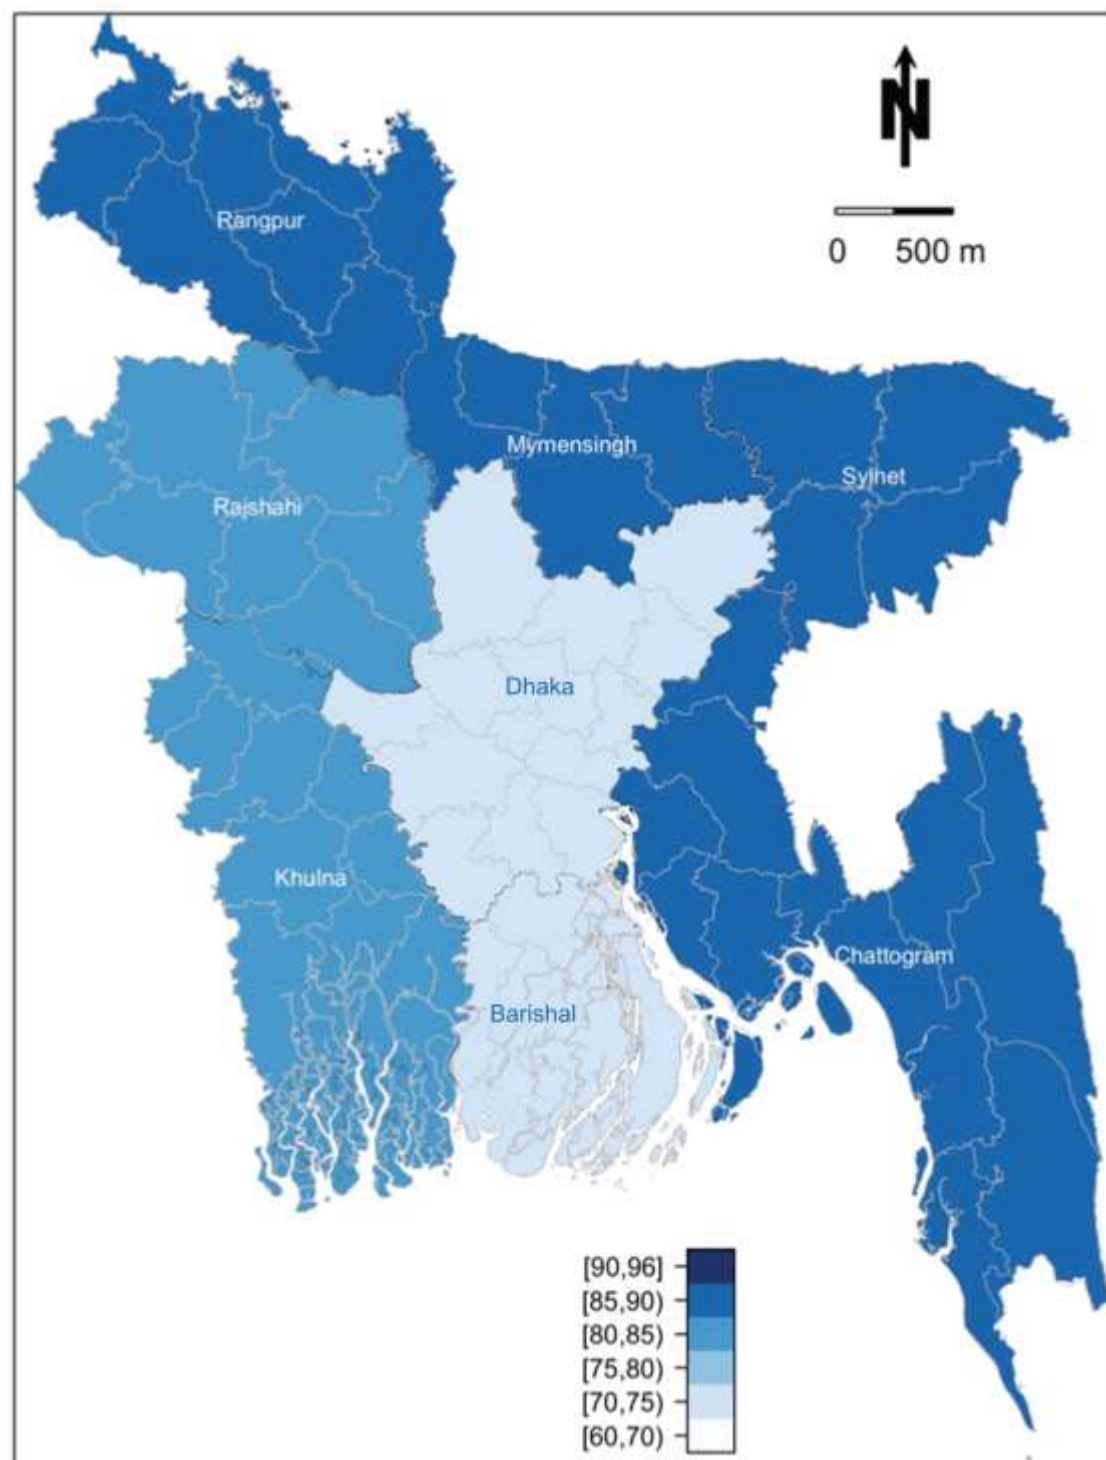 N
0 500 m
Rangpur
Mymensingh
Sylhet
Rajshahi
Dhaka
Khulna
Chattogram
Barishal
[90,96]
[85,90)
[80,85)
[75,80)
[70,75)
[60,70)